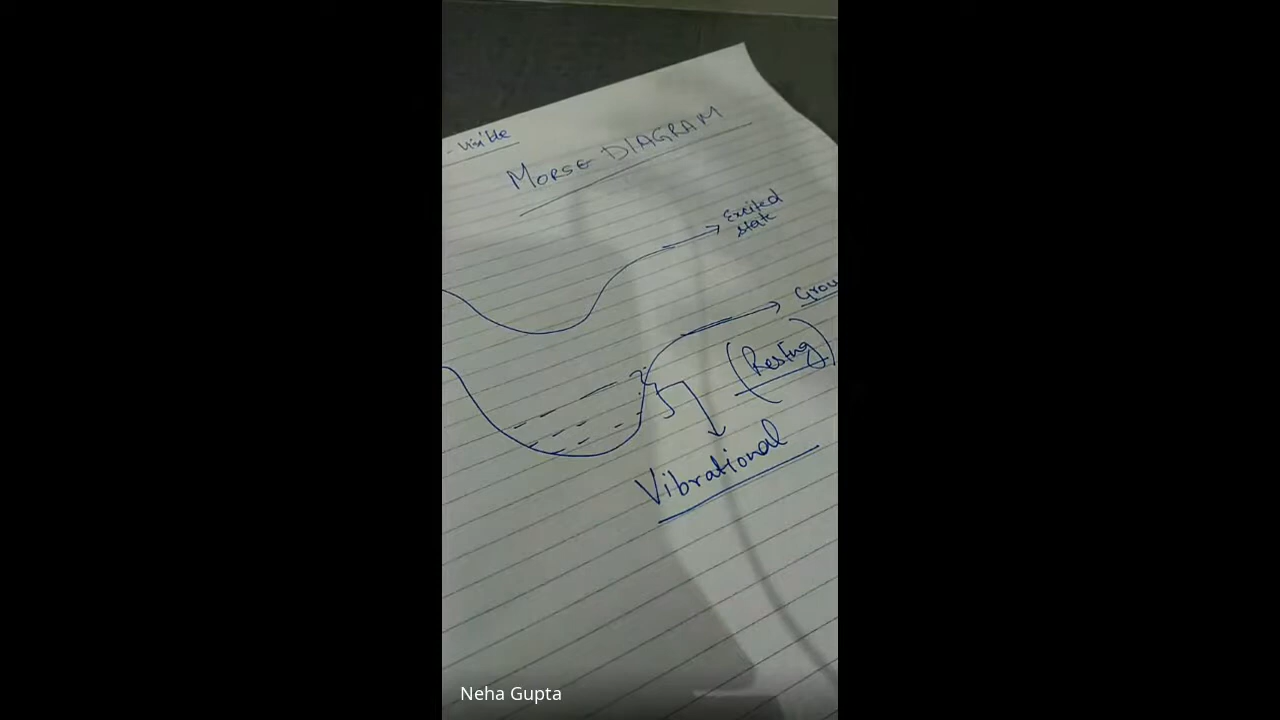 - Visible
MORSE DIAGRAM
Excited
state
Grou
(Resting)
Vibrational
Neha Gupta